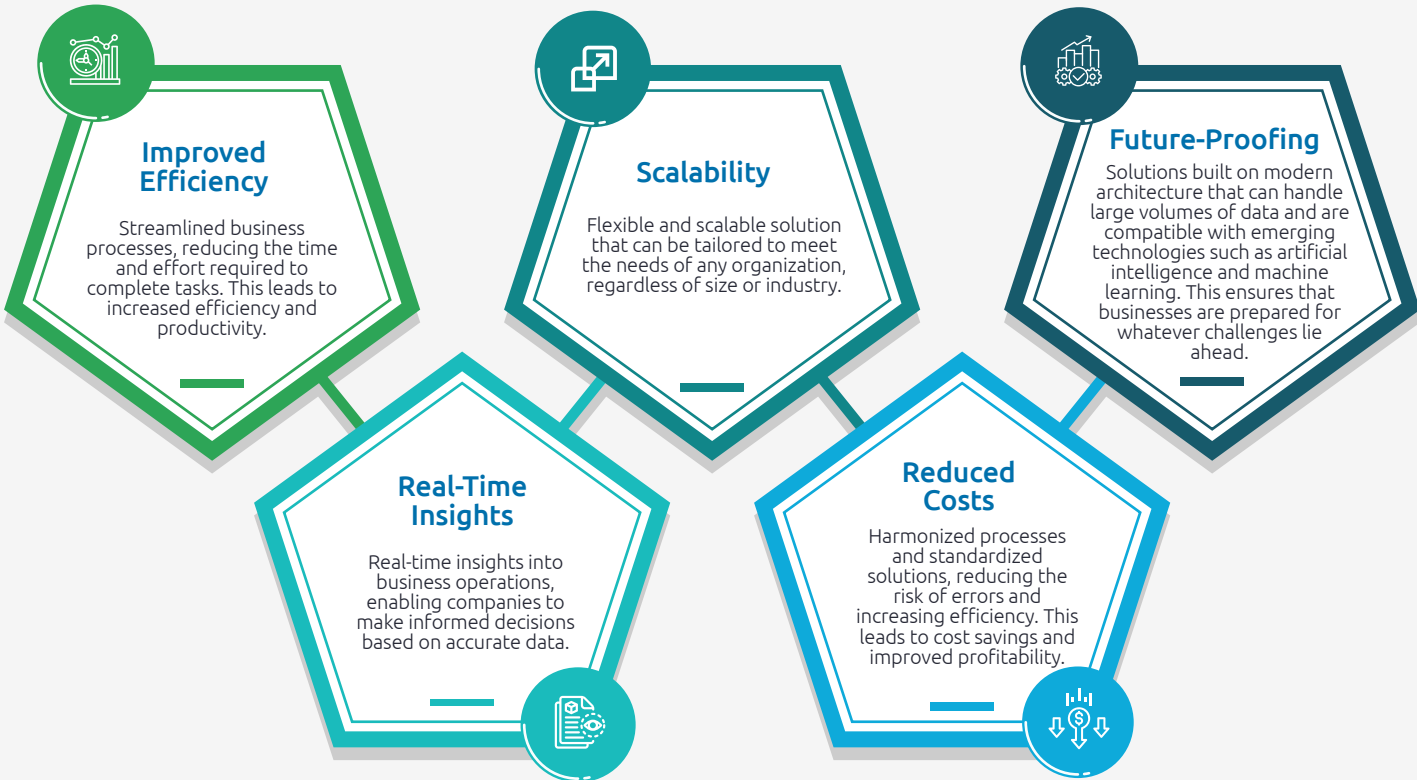 Improved
Efficiency
Streamlined business
processes, reducing the time
and effort required to
complete tasks. This leads to
increased efficiency and
productivity.
Real-Time
Insights
Real-time insights into
business operations,
enabling companies to
make informed decisions
based on accurate data.
Scalability
Flexible and scalable solution
that can be tailored to meet
the needs of any organization,
regardless of size or industry.
Reduced
Costs
Harmonized processes
and standardized
solutions, reducing the
risk of errors and
increasing efficiency. This
leads to cost savings and
improved profitability.
Future-Proofing
Solutions built on modern
architecture that can handle
large volumes of data and are
compatible with emerging
technologies such as artificial
intelligence and machine
learning. This ensures that
businesses are prepared for
whatever challenges lie
ahead.
$